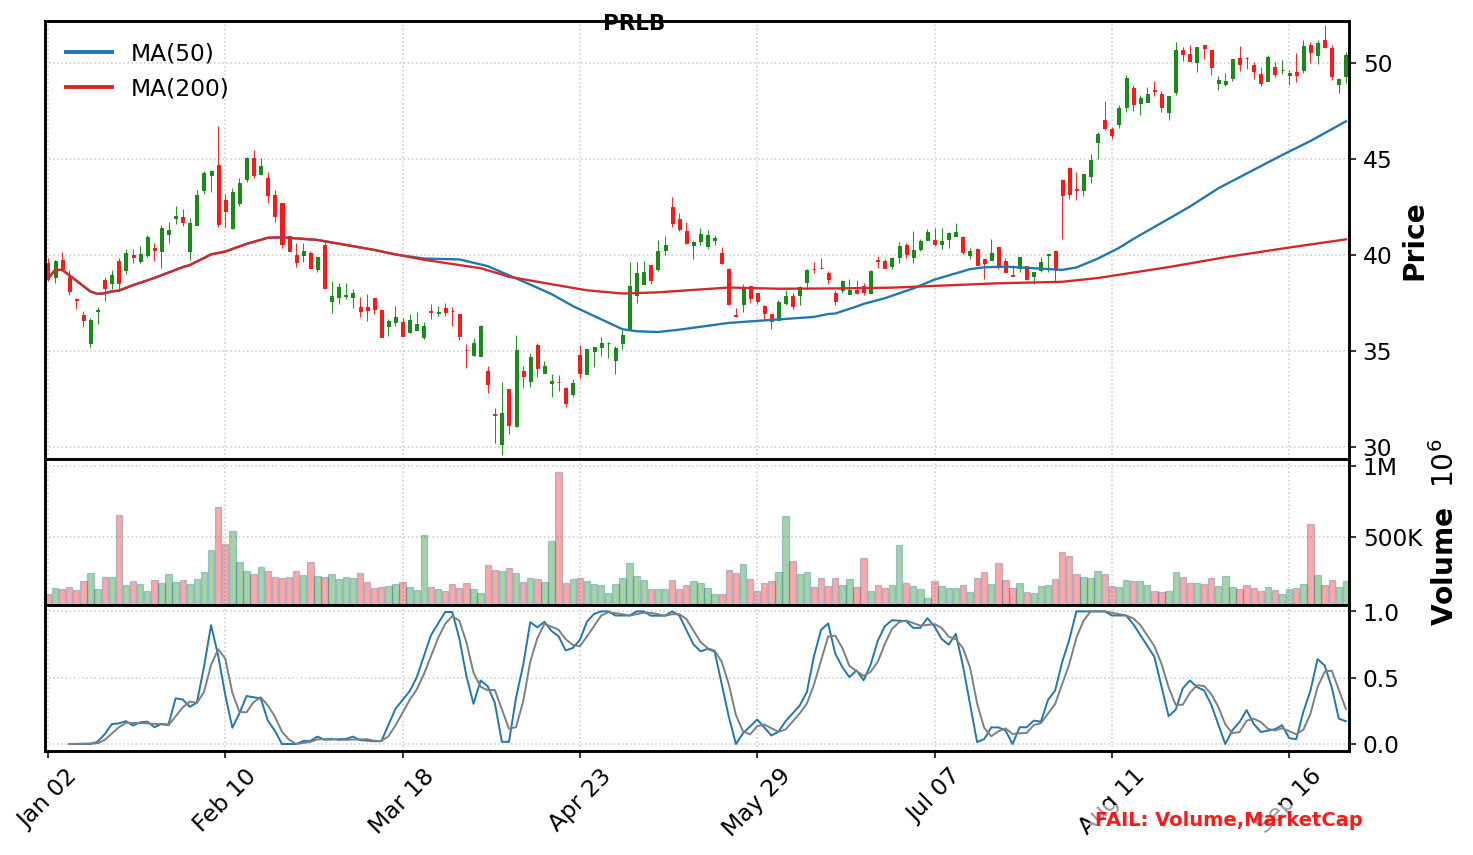 PRLB
MA(50)
MA(200)
50
45
40
35
30
Price
1M
500K
Volume 10⁶
1.0
0.5
0.0
Jan 02
Feb 10
Mar 18
Apr 23
May 29
Jul 07
Aug 11
Sep 16
FAIL: Volume,MarketCap